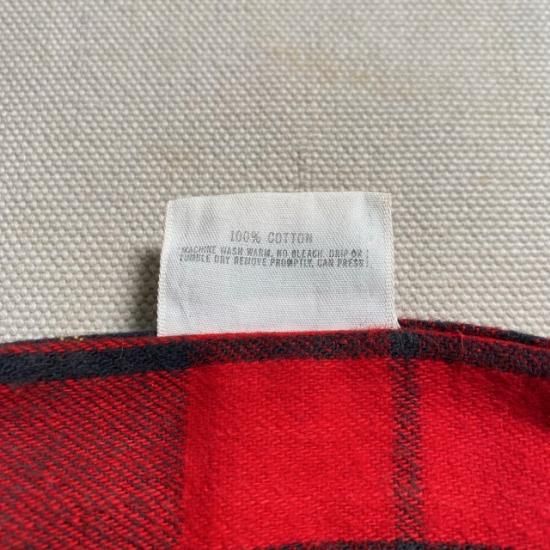 100% COTTON
MACHINE WASH WARM, NO BLEACH, DRIP OR
TUMBLE DRY REMOVE PROMPTLY, CAN PRESS